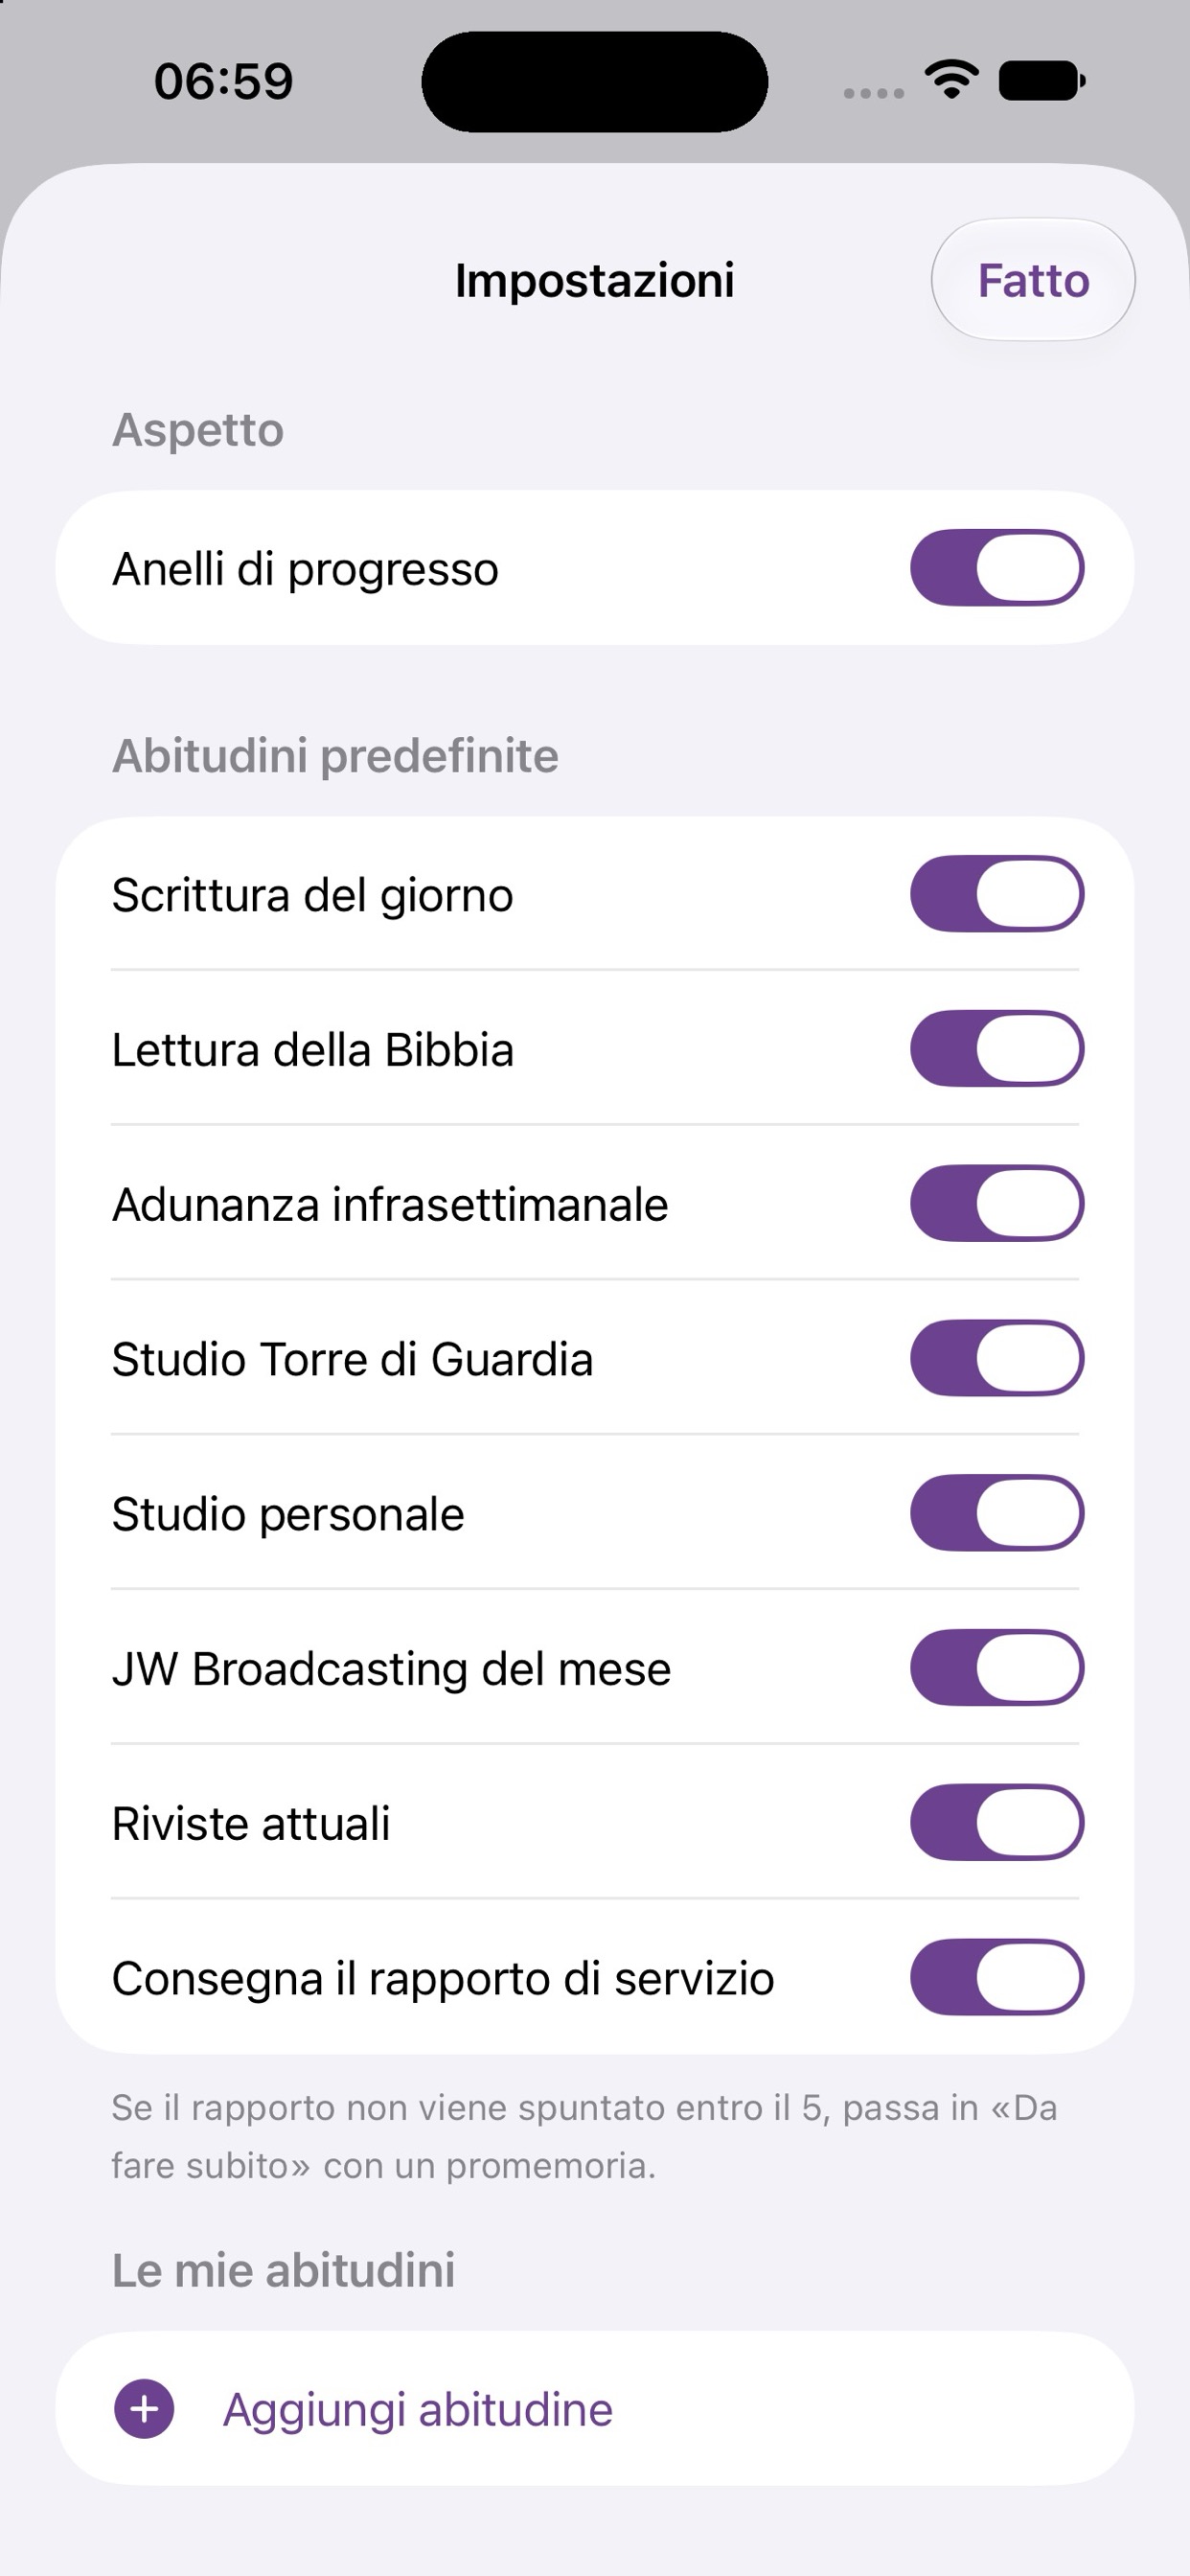 06:59
Impostazioni
Fatto
Aspetto
Anelli di progresso
Abitudini predefinite
Scrittura del giorno
Lettura della Bibbia
Adunanza infrasettimanale
Studio Torre di Guardia
Studio personale
JW Broadcasting del mese
Riviste attuali
Consegna il rapporto di servizio
Se il rapporto non viene spuntato entro il 5, passa in «Da
fare subito» con un promemoria.
Le mie abitudini
Aggiungi abitudine